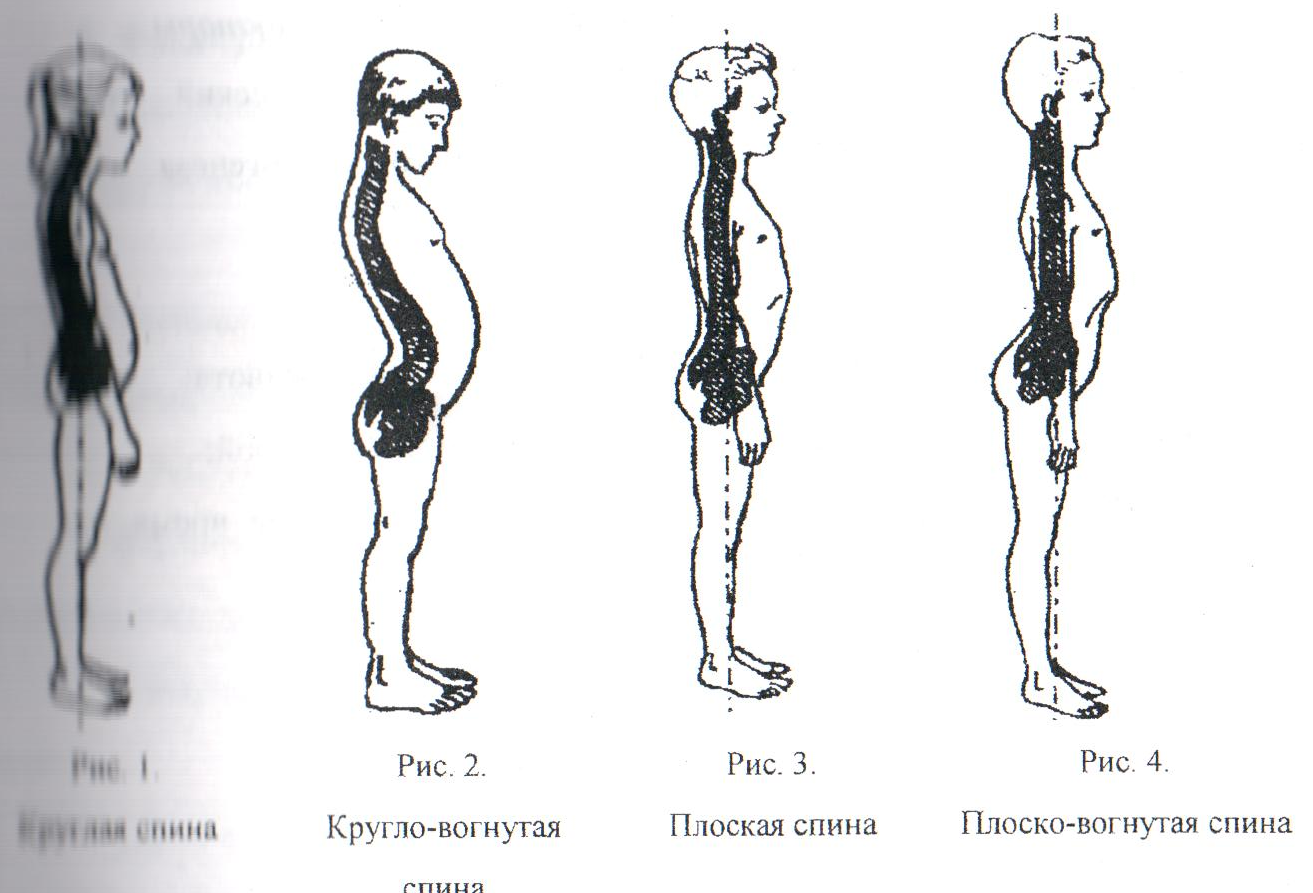 Рис. 1.
Круглая спина
Рис. 2.
Кругло-вогнутая
спина
Рис. 3.
Плоская спина
Рис. 4.
Плоско-вогнутая спина